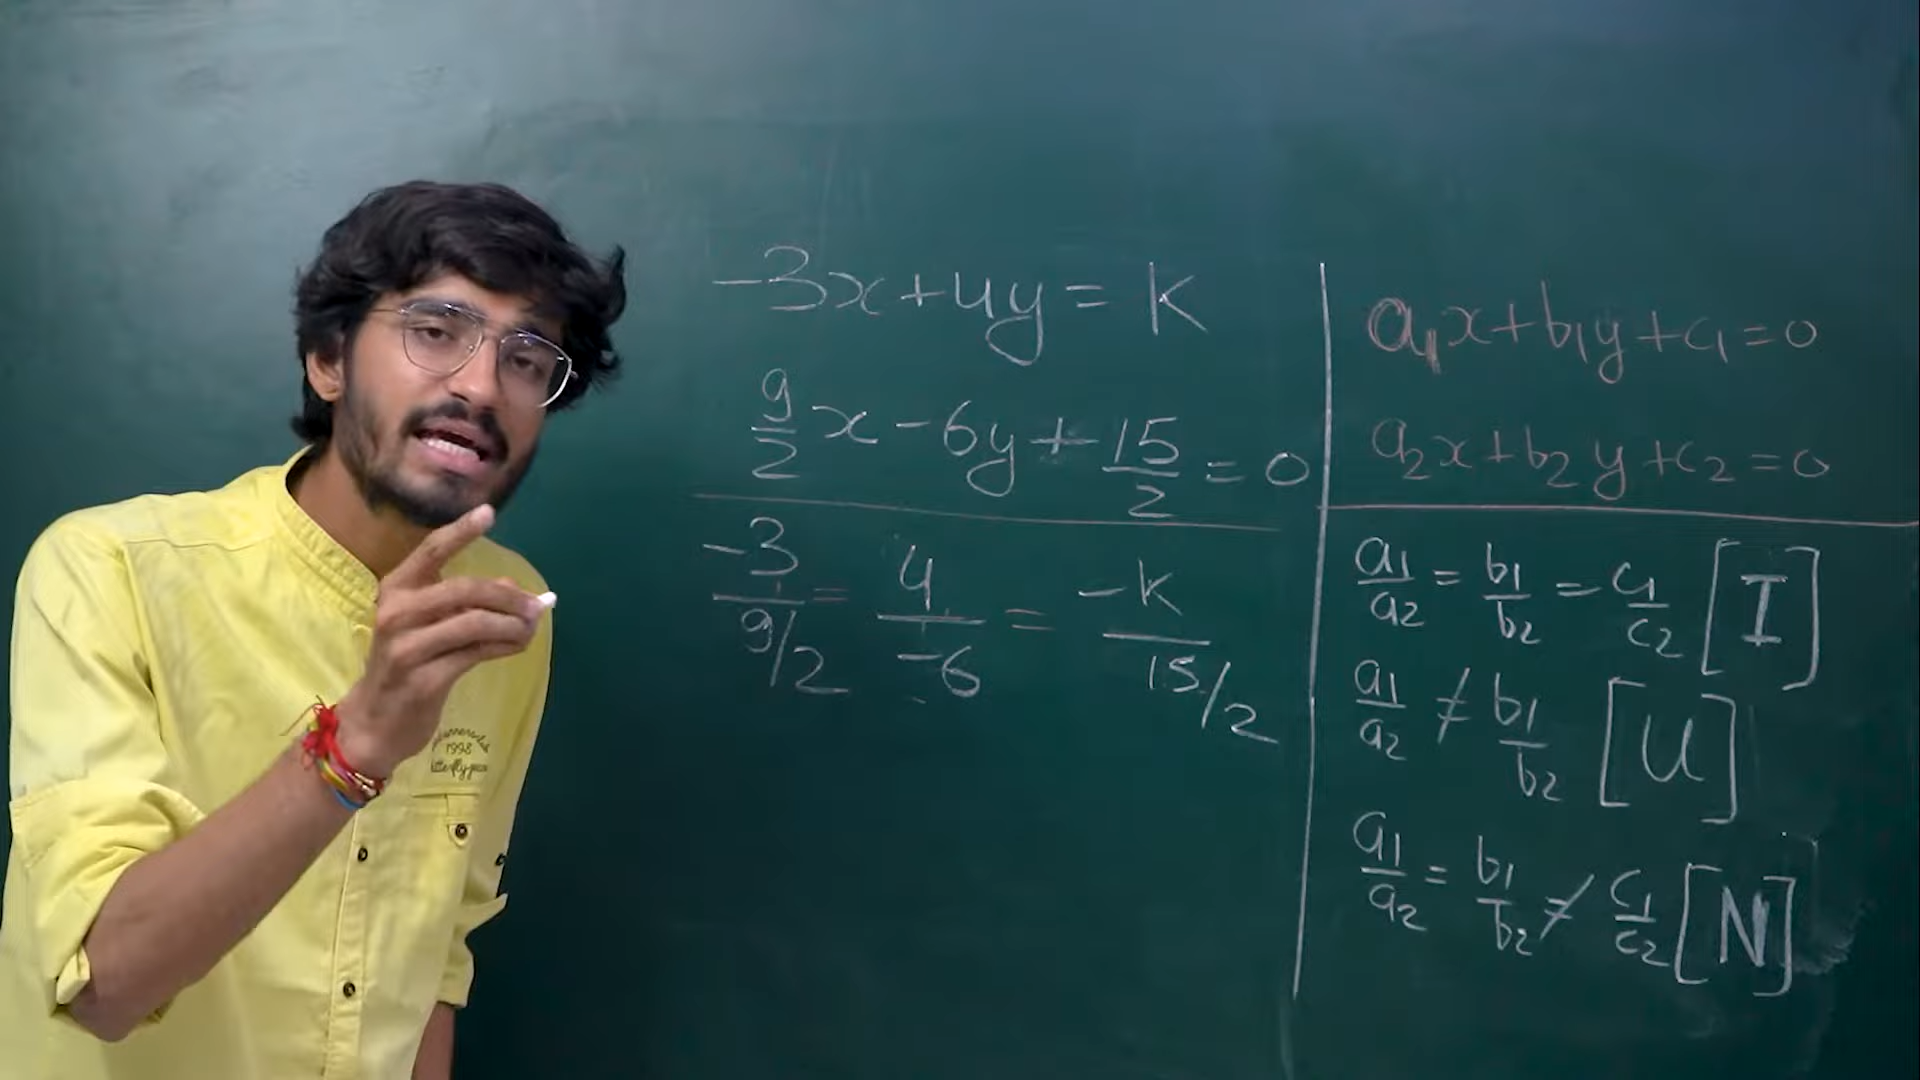 -3x+4y=K
9/2 x-6y+15/2=0
-3/9/2=4/-6=-K/15/2
a1x+b1y+c1=0
a2x+b2y+c2=0
a1/a2=b1/b2=c1/c2 [I]
a1/a2≠b1/b2 [U]
a1/a2=b1/b2≠c1/c2 [N]
1998